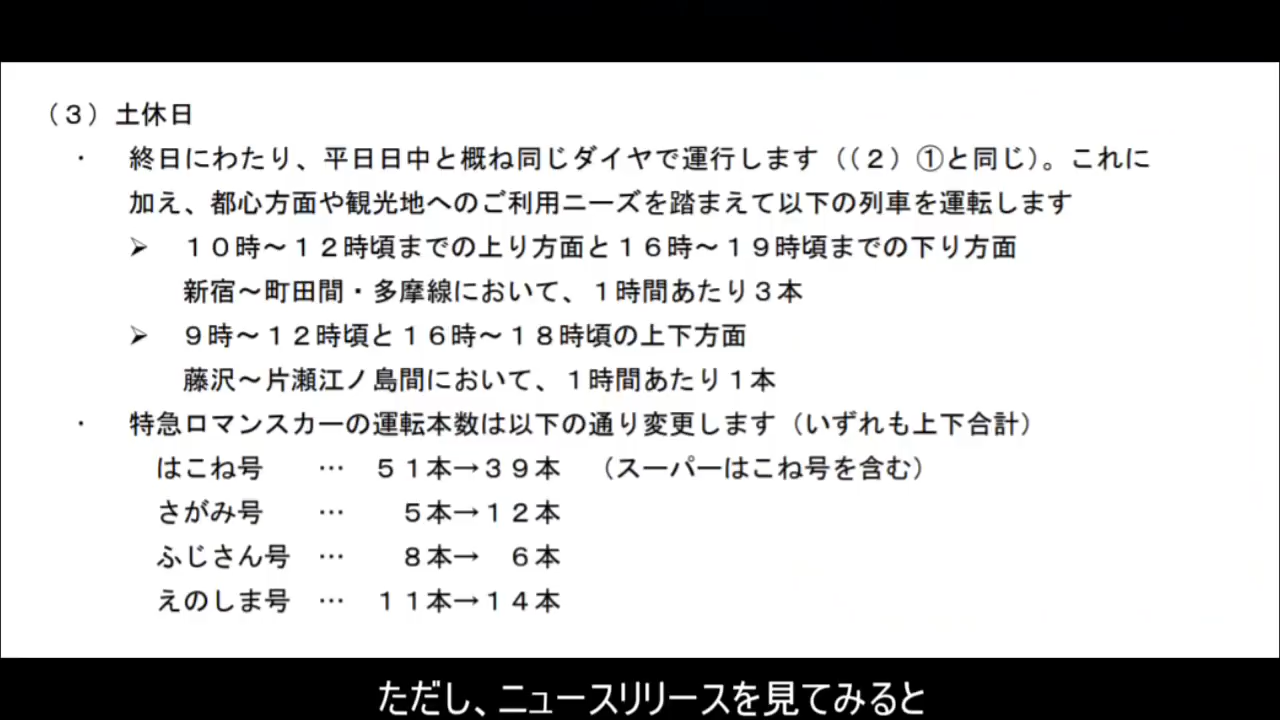 （３）土休日
・ 終日にわたり、平日日中と概ね同じダイヤで運行します（（２）①と同じ）。これに
加え、都心方面や観光地へのご利用ニーズを踏まえて以下の列車を運転します
➢ １０時～１２時頃までの上り方面と１６時～１９時頃までの下り方面
新宿～町田間・多摩線において、１時間あたり３本
➢ ９時～１２時頃と１６時～１８時頃の上下方面
藤沢～片瀬江ノ島間において、１時間あたり１本
・ 特急ロマンスカーの運転本数は以下の通り変更します（いずれも上下合計）
はこね号 … ５１本→３９本 （スーパーはこね号を含む）
さがみ号 … ５本→１２本
ふじさん号 … ８本→ ６本
えのしま号 … １１本→１４本
ただし、ニュースリリースを見てみると